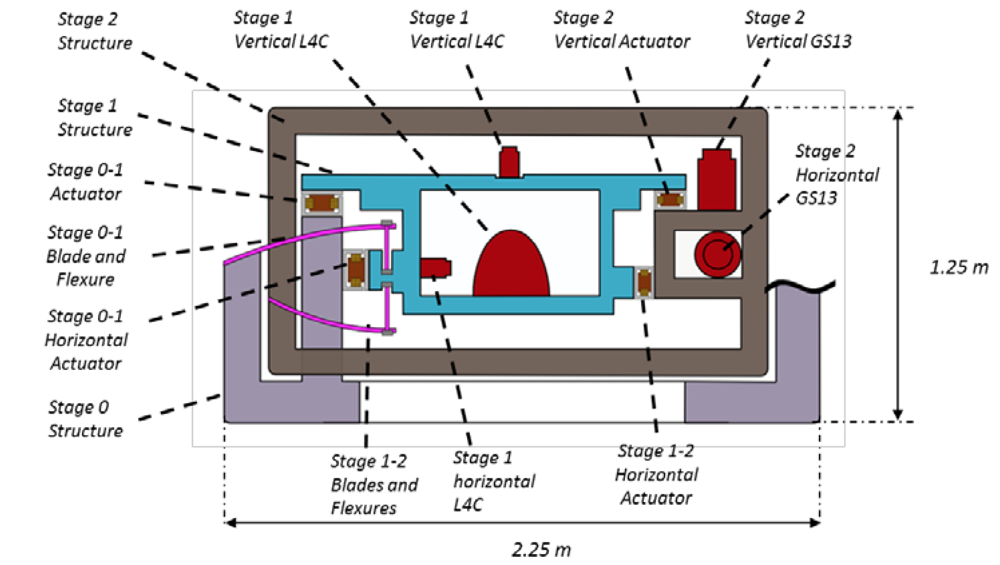 Stage 2
Structure
Stage 1
Vertical L4C
Stage 1
Vertical L4C
Stage 2
Vertical Actuator
Stage 2
Vertical GS13
Stage 1
Structure
Stage 0-1
Actuator
Stage 0-1
Blade and
Flexure
Stage 0-1
Horizontal
Actuator
Stage 0
Structure
Stage 2
Horizontal
GS13
1.25 m
Stage 1-2
Blades and
Flexures
Stage 1
horizontal
L4C
Stage 1-2
Horizontal
Actuator
2.25 m